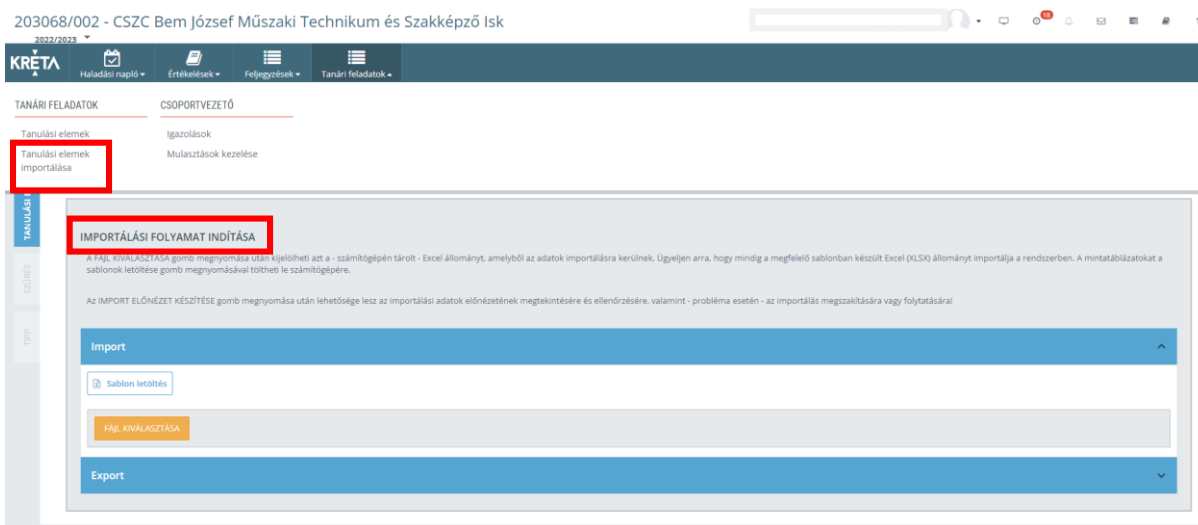 203068/002 - CSZC Bem József Műszaki Technikum és Szakképző Isk
2022/2023
18
KRÉTA
Haladási napló
Értékelések
Feljegyzések
Tanári feladatok
TANÁRI FELADATOK
CSOPORTVEZETŐ
Tanulási elemek
Igazolások
Tanulási elemek
importálása
Mulasztások kezelése
TANULÁSI
SZŰRÉS
TIPP
IMPORTÁLÁSI FOLYAMAT INDÍTÁSA
A FÁJL KIVÁLASZTÁSA gomb megnyomása után kijelölheti azt a - számítógépén tárolt - Excel állományt, amelyből az adatok importálásra kerülnek. Ügyeljen arra, hogy mindig a megfelelő sablonban készült Excel (XLSX) állományt importálja a rendszerben. A mintatáblázatokat a
sablonok letöltése gomb megnyomásával töltheti le számítógépére.
Az IMPORT ELŐNÉZET KÉSZÍTÉSE gomb megnyomása után lehetősége lesz az importálási adatok előnézetének megtekintésére és ellenőrzésére, valamint - probléma esetén - az importálás megszakítására vagy folytatására!
Import
Sablon letöltés
FÁJL KIVÁLASZTÁSA
Export